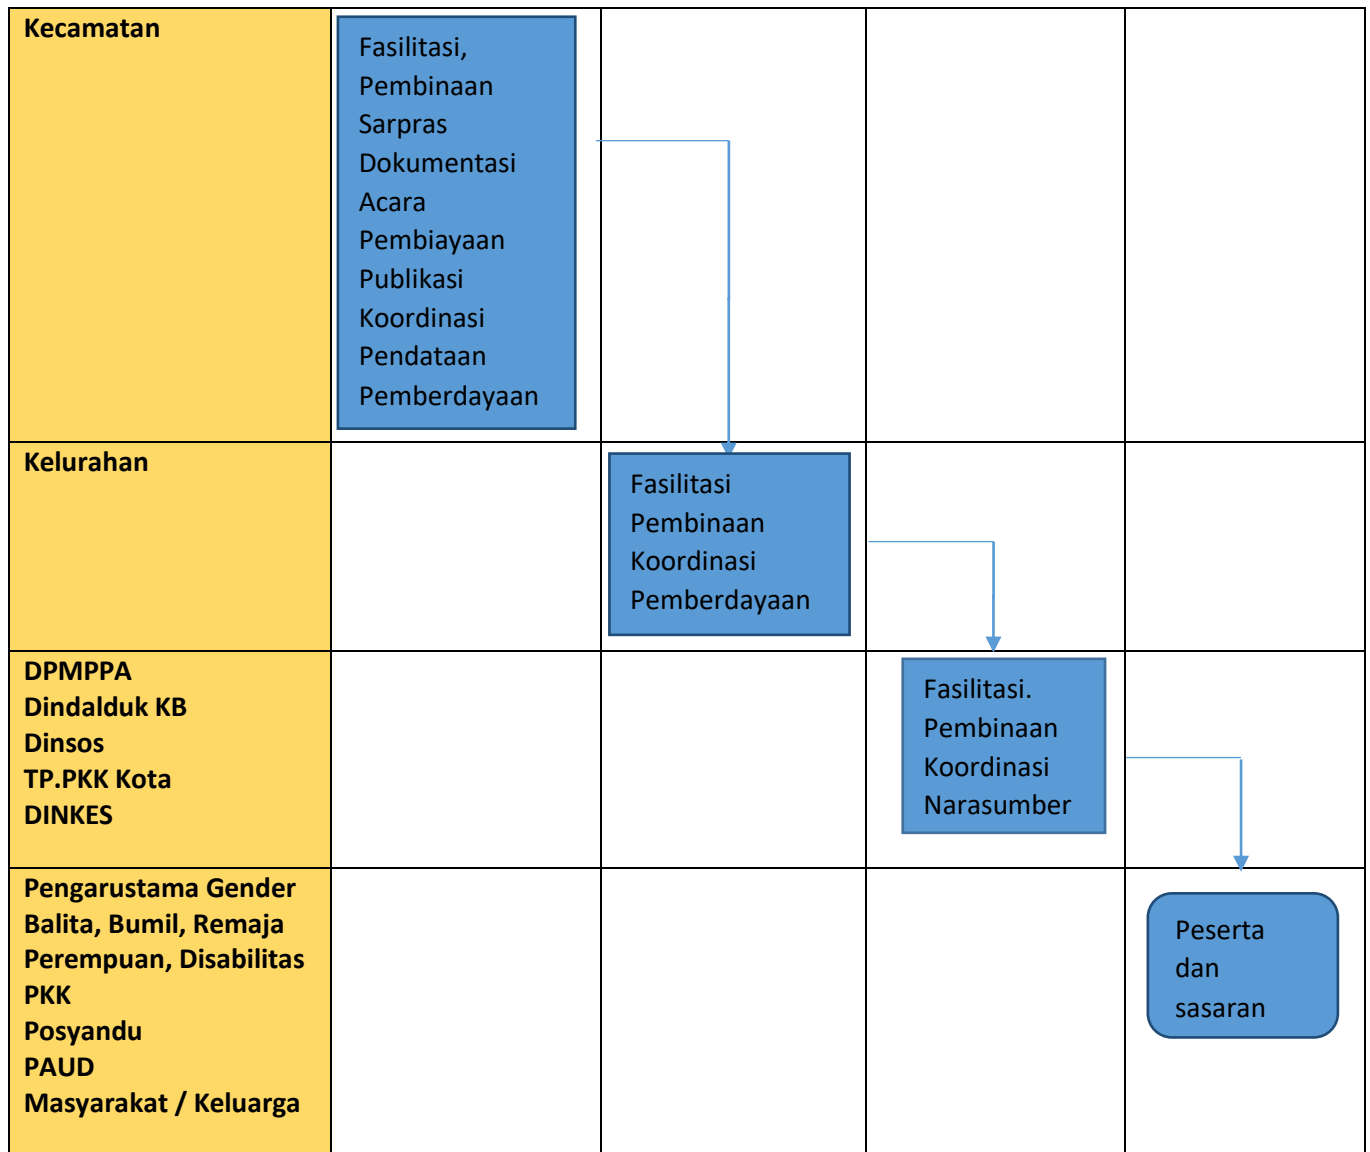 Kecamatan
Fasilitasi,
Pembinaan
Sarpras
Dokumentasi
Acara
Pembiayaan
Publikasi
Koordinasi
Pendataan
Pemberdayaan
Kelurahan
Fasilitasi
Pembinaan
Koordinasi
Pemberdayaan
DPMPPA
Dindalduk KB
Dinsos
TP.PKK Kota
DINKES
Fasilitasi.
Pembinaan
Koordinasi
Narasumber
Pengarustama Gender
Balita, Bumil, Remaja
Perempuan, Disabilitas
PKK
Posyandu
PAUD
Masyarakat / Keluarga
Peserta
dan
sasaran